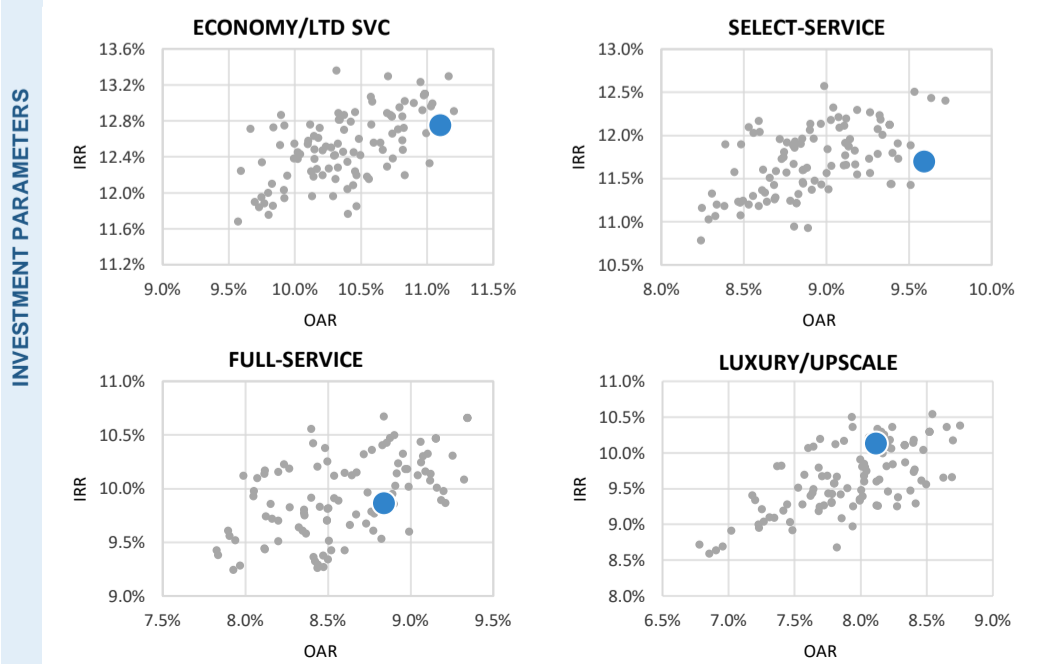 INVESTMENT PARAMETERS
ECONOMY/LTD SVC
13.6%
13.2%
12.8%
12.4%
12.0%
11.6%
11.2%
IRR
9.0% 9.5% 10.0% 10.5% 11.0% 11.5%
OAR
SELECT-SERVICE
13.0%
12.5%
12.0%
11.5%
11.0%
10.5%
IRR
8.0% 8.5% 9.0% 9.5% 10.0%
OAR
FULL-SERVICE
11.0%
10.5%
10.0%
9.5%
9.0%
IRR
7.5% 8.0% 8.5% 9.0% 9.5%
OAR
LUXURY/UPSCALE
11.0%
10.5%
10.0%
9.5%
9.0%
8.5%
8.0%
IRR
6.5% 7.0% 7.5% 8.0% 8.5% 9.0%
OAR